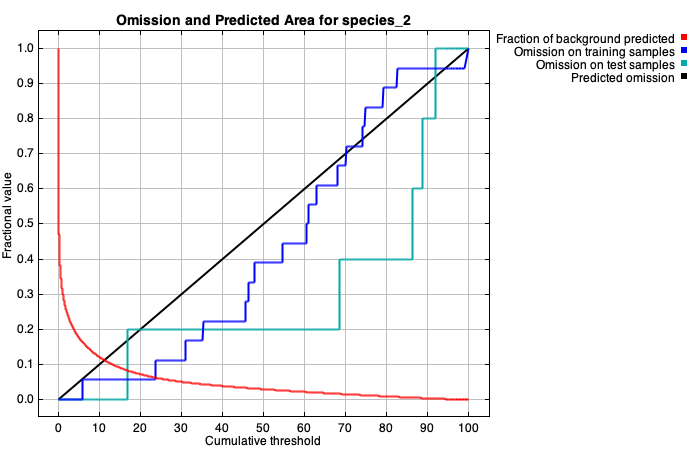 Omission and Predicted Area for species_2
Fraction of background predicted
Omission on training samples
Omission on test samples
Predicted omission
Fractional value
1.0
0.9
0.8
0.7
0.6
0.5
0.4
0.3
0.2
0.1
0.0
0 10 20 30 40 50 60 70 80 90 100
Cumulative threshold